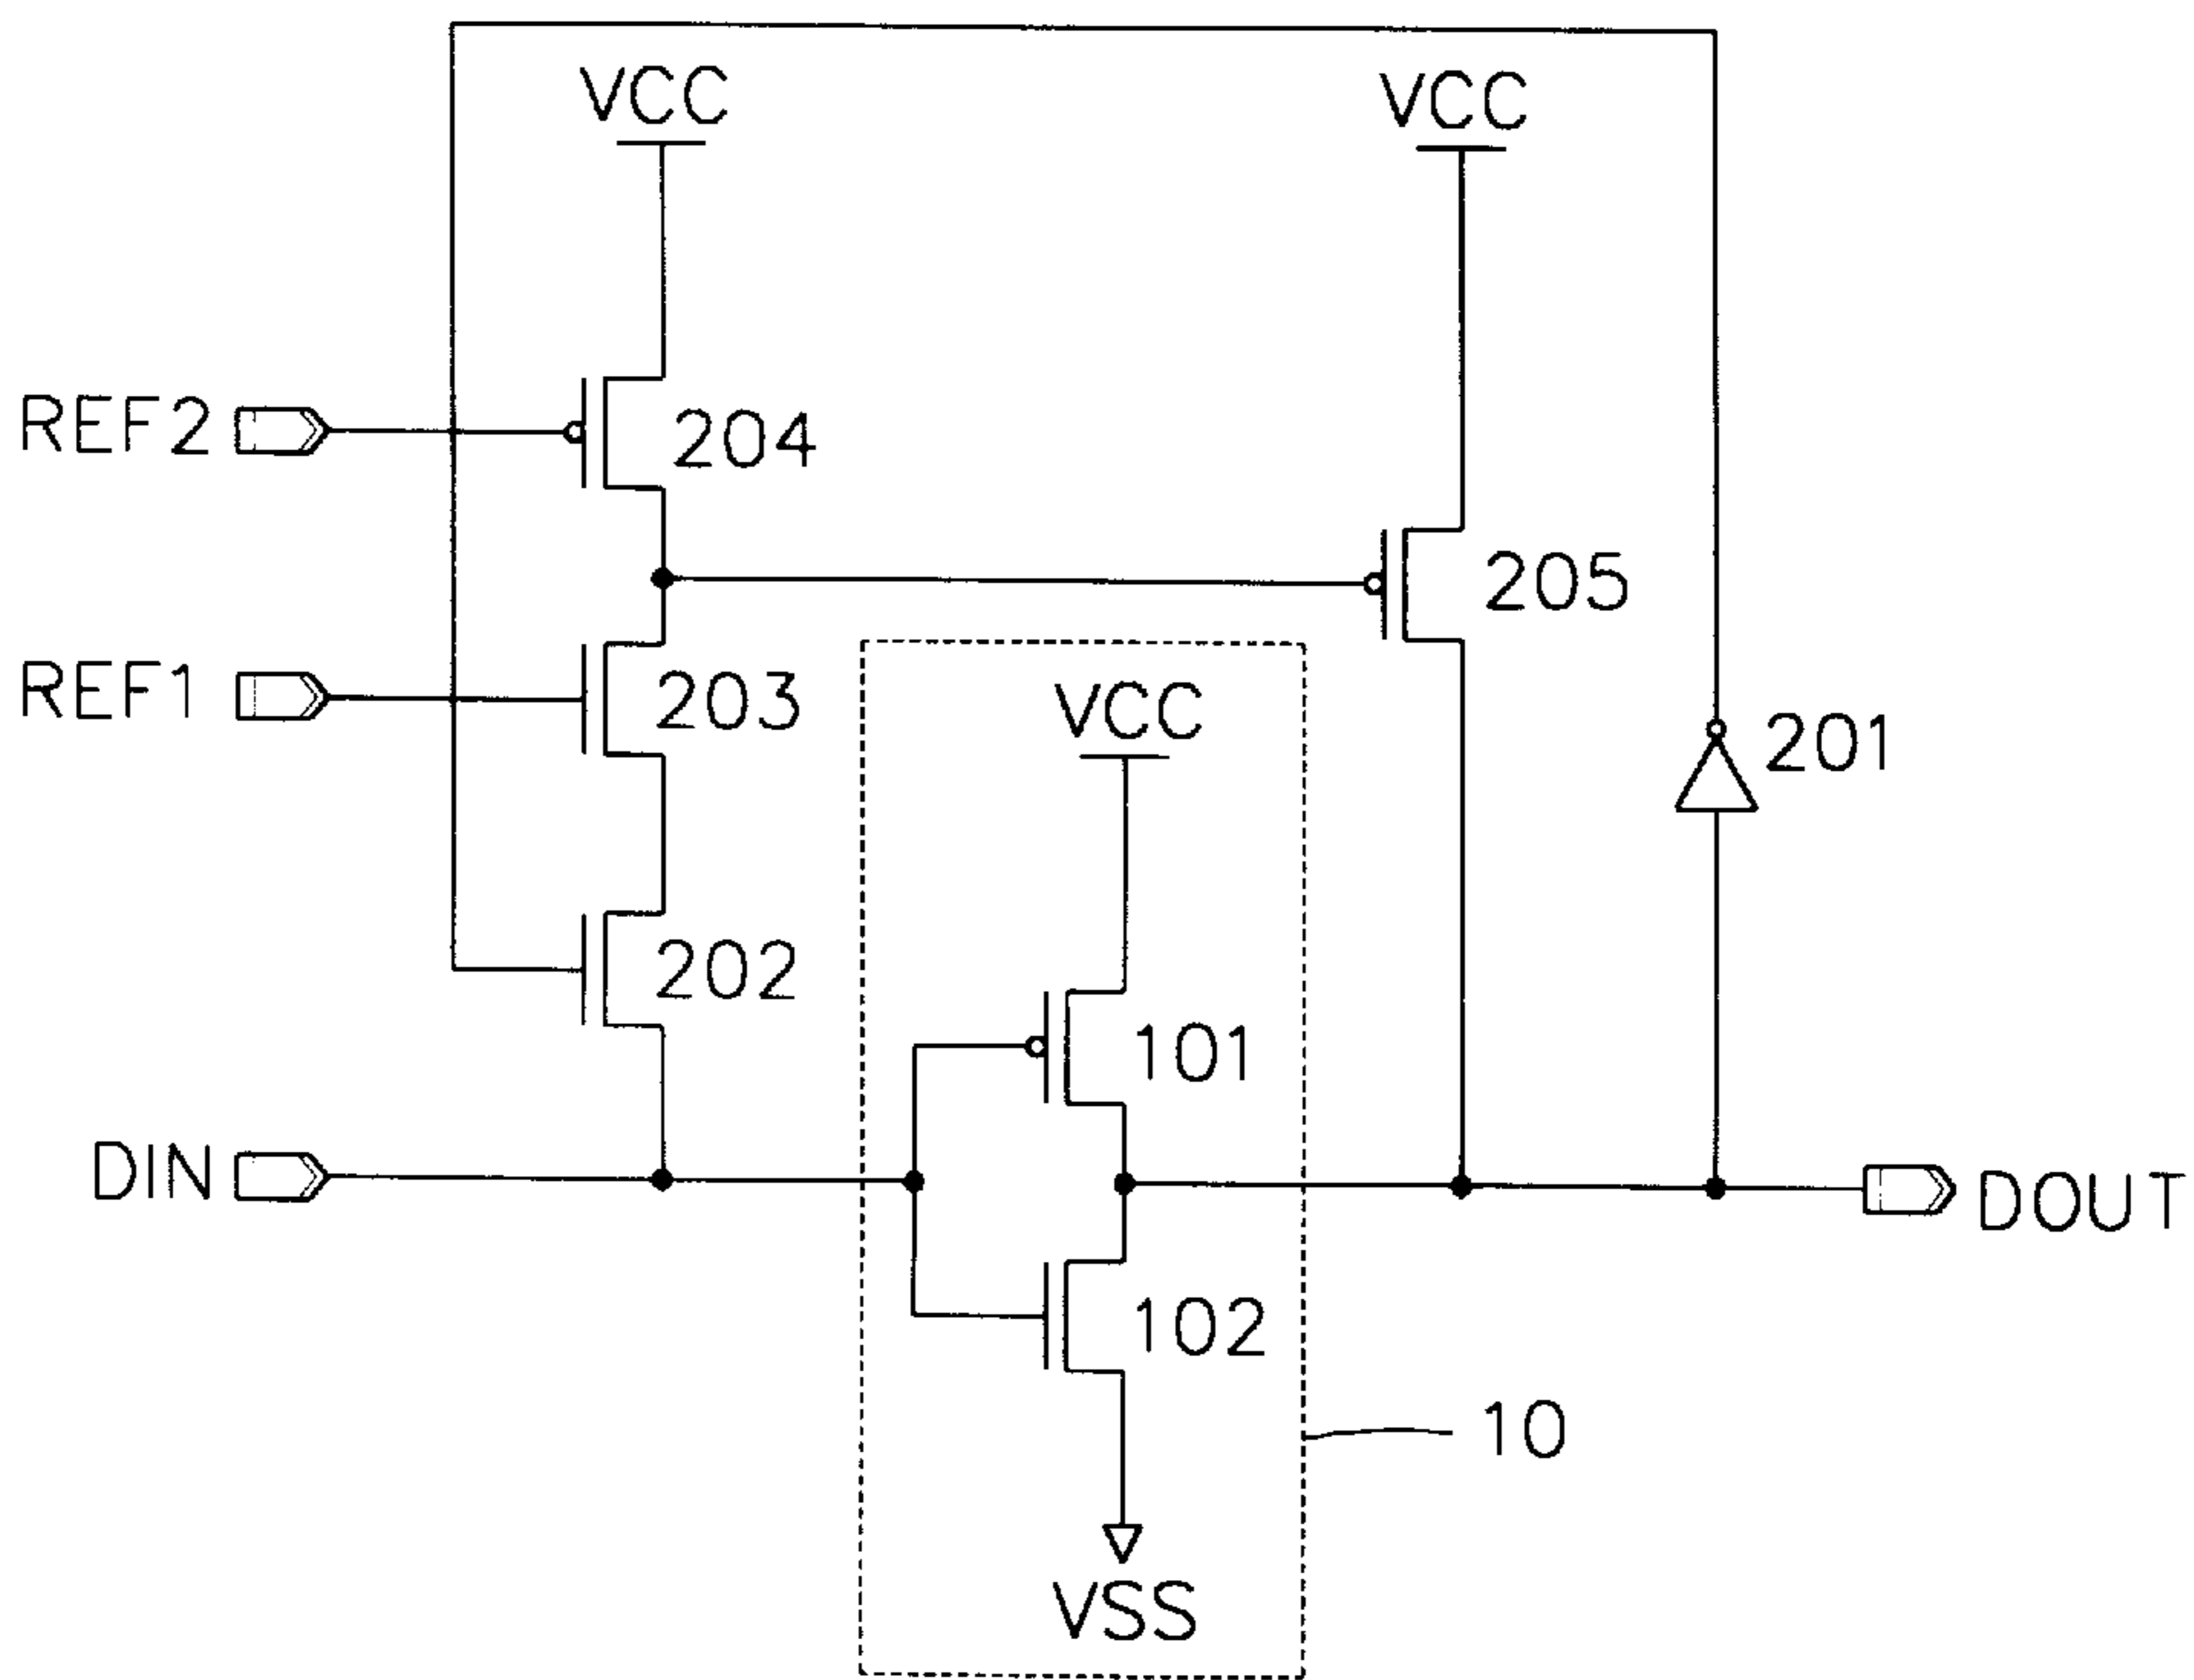 VCC
VCC
REF2
204
205
REF1
203
VCC
201
202
101
DIN
DOUT
102
10
VSS